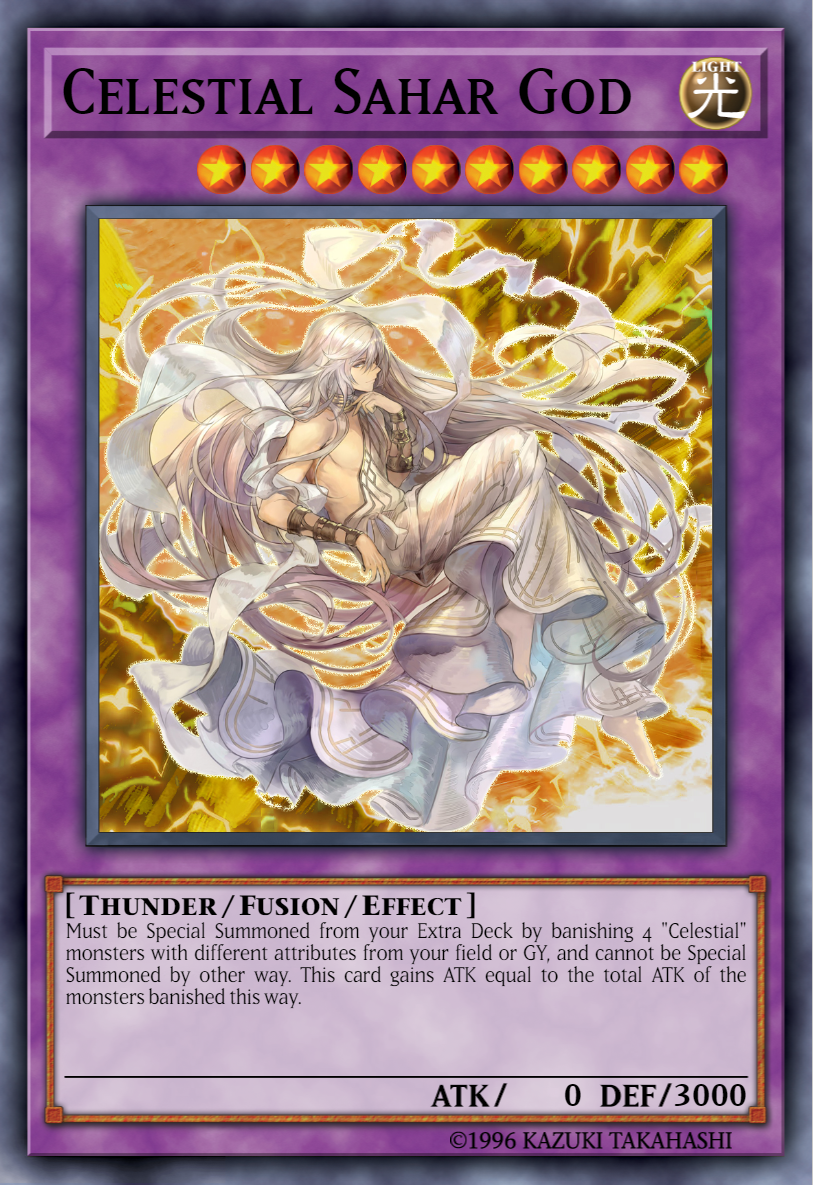 Celestial Sahar God
LIGHT
光
[ Thunder / Fusion / Effect ]
Must be Special Summoned from your Extra Deck by banishing 4 "Celestial"
monsters with different attributes from your field or GY, and cannot be Special
Summoned by other way. This card gains ATK equal to the total ATK of the
monsters banished this way.
ATK/ 0 DEF/3000
©1996 KAZUKI TAKAHASHI